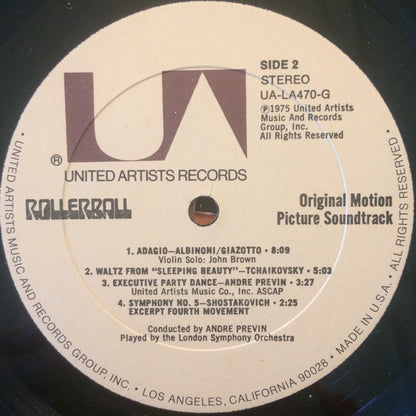 UA
®
UNITED ARTISTS RECORDS
SIDE 2
STEREO
UA-LA470-G
℗1975 United Artists
Music And Records
Group, Inc.
All Rights Reserved
ROLLERBALL
Original Motion
Picture Soundtrack
1. ADAGIO—ALBINONI/GIAZOTTO • 8:09
Violin Solo: John Brown
2. WALTZ FROM "SLEEPING BEAUTY"—TCHAIKOVSKY • 5:03
3. EXECUTIVE PARTY DANCE—ANDRE PREVIN • 3:27
United Artists Music Co., Inc. ASCAP
4. SYMPHONY NO. 5—SHOSTAKOVICH • 2:25
EXCERPT FOURTH MOVEMENT
Conducted by ANDRE PREVIN
Played by the London Symphony Orchestra
• UNITED ARTISTS MUSIC AND RECORDS GROUP, INC. • LOS ANGELES, CALIFORNIA 90028 • MADE IN U.S.A. • ALL RIGHTS RESERVED •